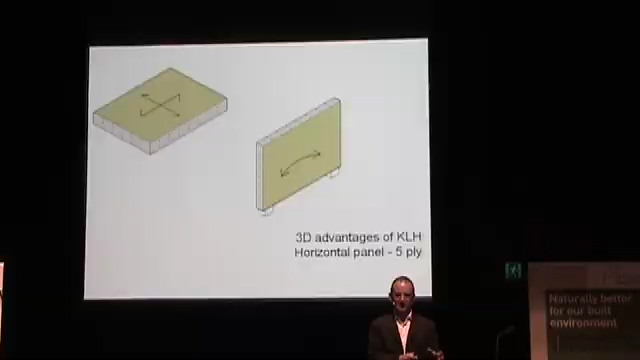 3D advantages of KLH
Horizontal panel - 5 ply
Naturally better
for our built
environment